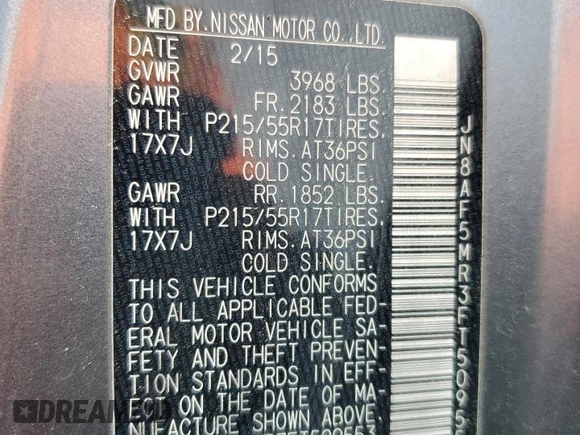 MFD.BY.NISSAN MOTOR CO.,LTD.
DATE 2/15
GVWR 3968 LBS.
GAWR FR.2183 LBS.
WITH P215/55R17TIRES,
17X7J RIMS.AT36PSI
COLD SINGLE.
GAWR RR.1852 LBS.
WITH P215/55R17TIRES,
17X7J RIMS.AT36PSI
COLD SINGLE.
THIS VEHICLE CONFORMS
TO ALL APPLICABLE FED-
ERAL MOTOR VEHICLE SA-
FETY AND THEFT PREVEN-
TION STANDARDS IN EFF-
ECT ON THE DATE OF MA-
NUFACTURE SHOWN ABOVE.
JN8AF5MR3FT5095
DREAM